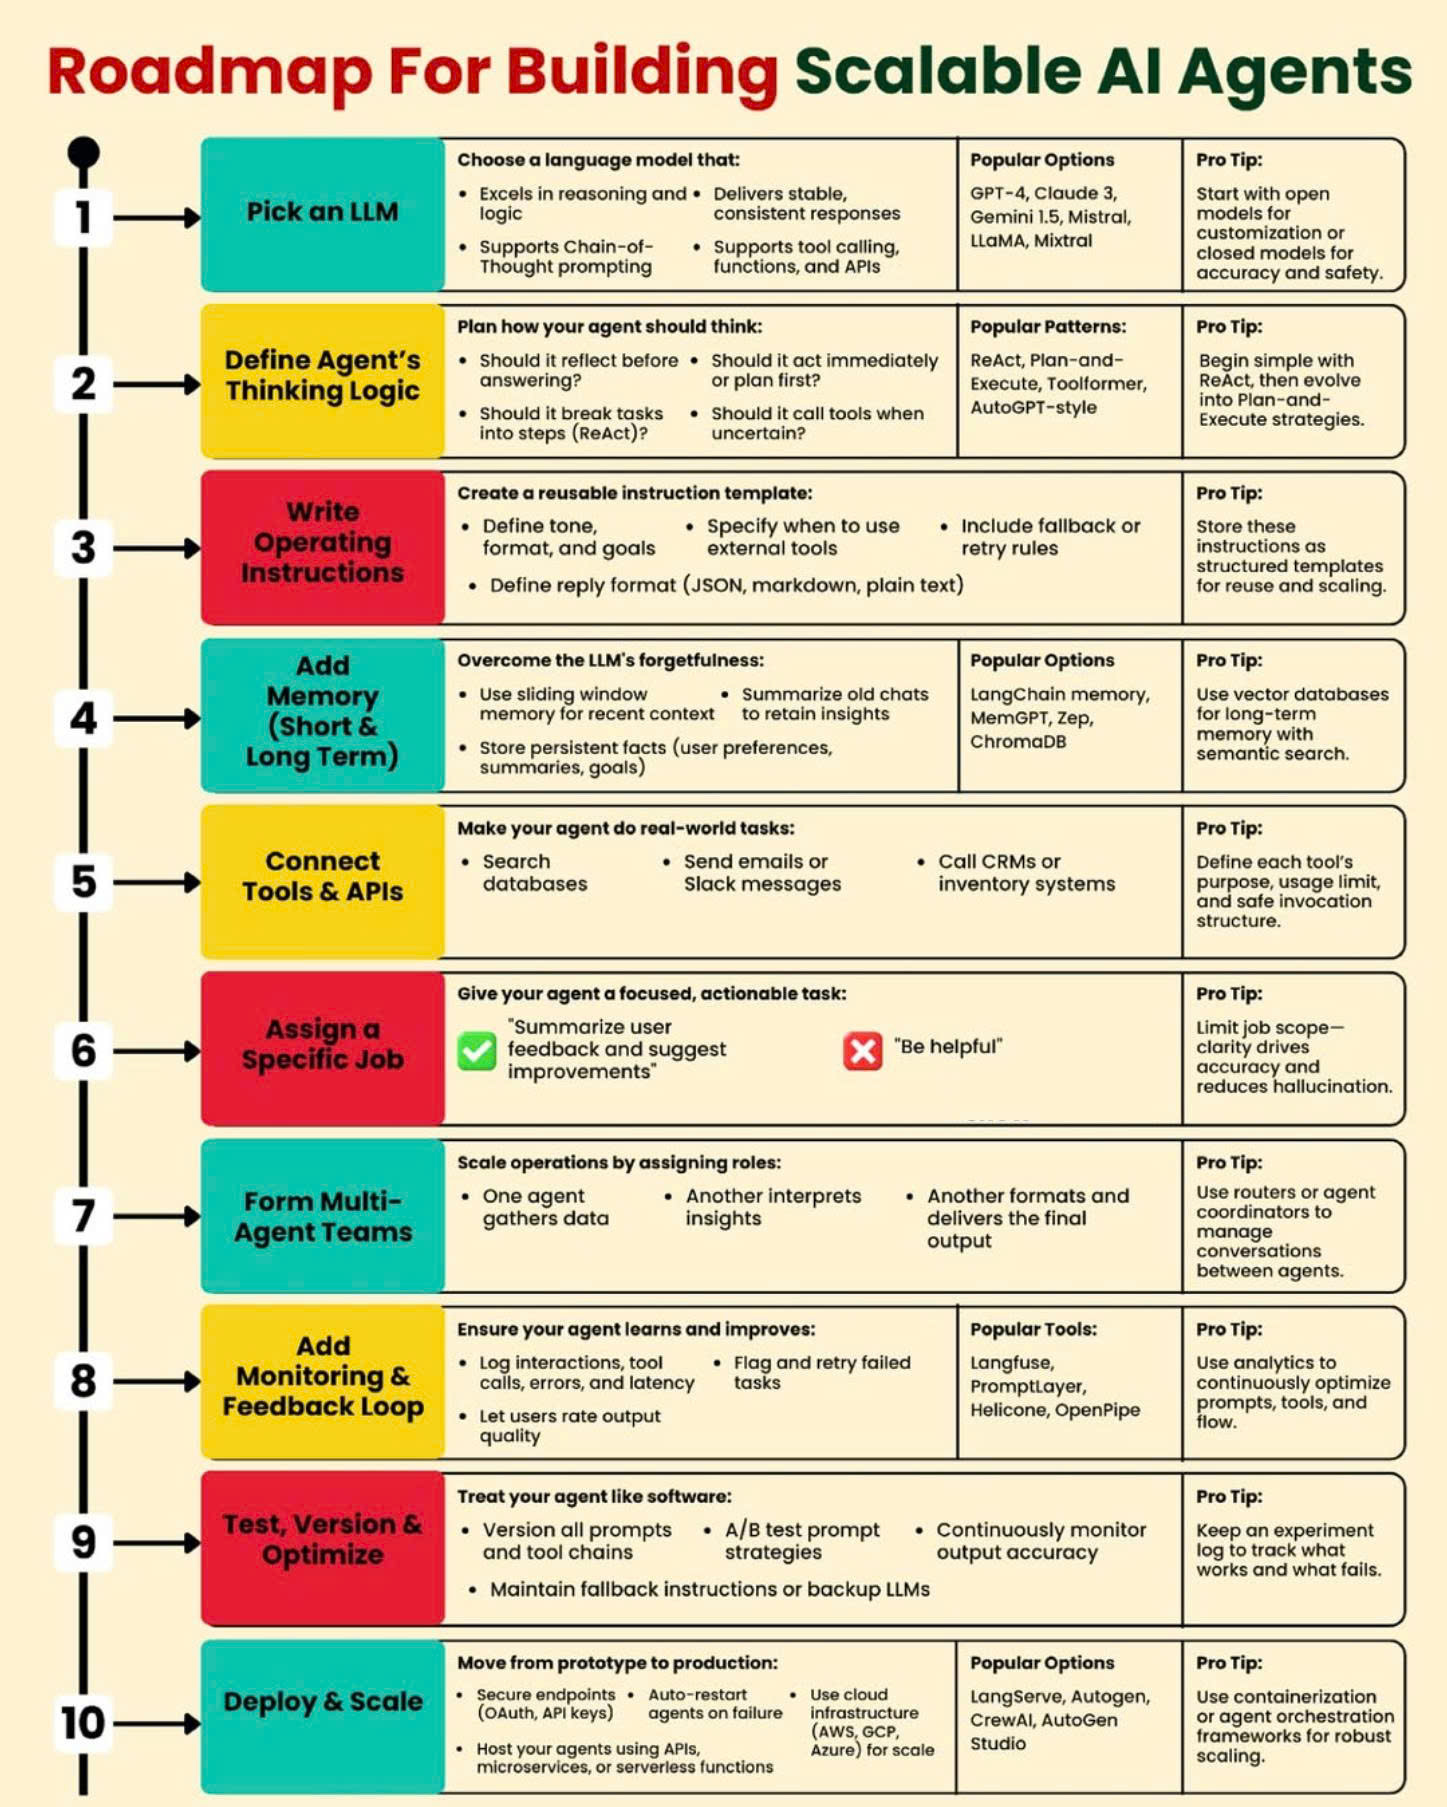 Roadmap For Building Scalable AI Agents
1
Pick an LLM
Choose a language model that:
• Excels in reasoning and
logic
• Delivers stable,
consistent responses
• Supports Chain-of-
Thought prompting
• Supports tool calling,
functions, and APIs
Popular Options
GPT-4, Claude 3,
Gemini 1.5, Mistral,
LLaMA, Mixtral
Pro Tip:
Start with open
models for
customization or
closed models for
accuracy and safety.
2
Define Agent's
Thinking Logic
Plan how your agent should think:
• Should it reflect before
answering?
• Should it act immediately
or plan first?
• Should it break tasks
into steps (ReAct)?
• Should it call tools when
uncertain?
Popular Patterns:
ReAct, Plan-and-
Execute, Toolformer,
AutoGPT-style
Pro Tip:
Begin simple with
ReAct, then evolve
into Plan-and-
Execute strategies.
3
Write
Operating
Instructions
Create a reusable instruction template:
• Define tone,
format, and goals
• Specify when to use
external tools
• Include fallback or
retry rules
• Define reply format (JSON, markdown, plain text)
Pro Tip:
Store these
instructions as
structured templates
for reuse and scaling.
4
Add
Memory
(Short &
Long Term)
Overcome the LLM's forgetfulness:
• Use sliding window
memory for recent context
• Summarize old chats
to retain insights
• Store persistent facts (user preferences,
summaries, goals)
Popular Options
LangChain memory,
MemGPT, Zep,
ChromaDB
Pro Tip:
Use vector databases
for long-term
memory with
semantic search.
5
Connect
Tools & APIs
Make your agent do real-world tasks:
• Search
databases
• Send emails or
Slack messages
• Call CRMs or
inventory systems
Pro Tip:
Define each tool's
purpose, usage limit,
and safe invocation
structure.
6
Assign a
Specific Job
Give your agent a focused, actionable task:
"Summarize user
feedback and suggest
improvements"
"Be helpful"
Pro Tip:
Limit job scope—
clarity drives
accuracy and
reduces hallucination.
7
Form Multi-
Agent Teams
Scale operations by assigning roles:
• One agent
gathers data
• Another interprets
insights
• Another formats and
delivers the final
output
Pro Tip:
Use routers or agent
coordinators to
manage
conversations
between agents.
8
Add
Monitoring &
Feedback Loop
Ensure your agent learns and improves:
• Log interactions, tool
calls, errors, and latency
• Flag and retry failed
tasks
• Let users rate output
quality
Popular Tools:
Langfuse,
PromptLayer,
Helicone, OpenPipe
Pro Tip:
Use analytics to
continuously optimize
prompts, tools, and
flow.
9
Test, Version &
Optimize
Treat your agent like software:
• Version all prompts
and tool chains
• A/B test prompt
strategies
• Continuously monitor
output accuracy
• Maintain fallback instructions or backup LLMs
Pro Tip:
Keep an experiment
log to track what
works and what fails.
10
Deploy & Scale
Move from prototype to production:
• Secure endpoints
(OAuth, API keys)
• Auto-restart
agents on failure
• Use cloud
infrastructure
(AWS, GCP,
Azure) for scale
• Host your agents using APIs,
microservices, or serverless functions
Popular Options
LangServe, Autogen,
CrewAI, AutoGen
Studio
Pro Tip:
Use containerization
or agent orchestration
frameworks for robust
scaling.